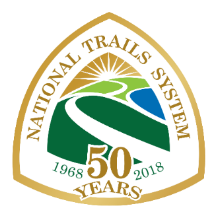 NATIONAL TRAILS SYSTEM
1968 50 2018
YEARS